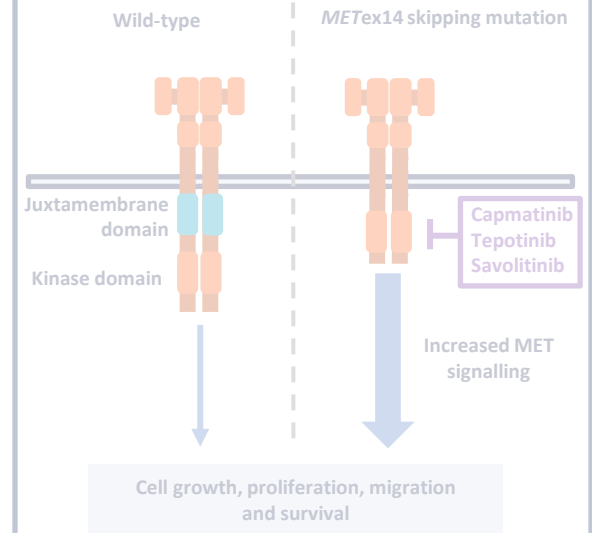 Wild-type
METex14 skipping mutation
Juxtamembrane
domain
Kinase domain
Capmatinib
Tepotinib
Savolitinib
Increased MET
signalling
Cell growth, proliferation, migration
and survival